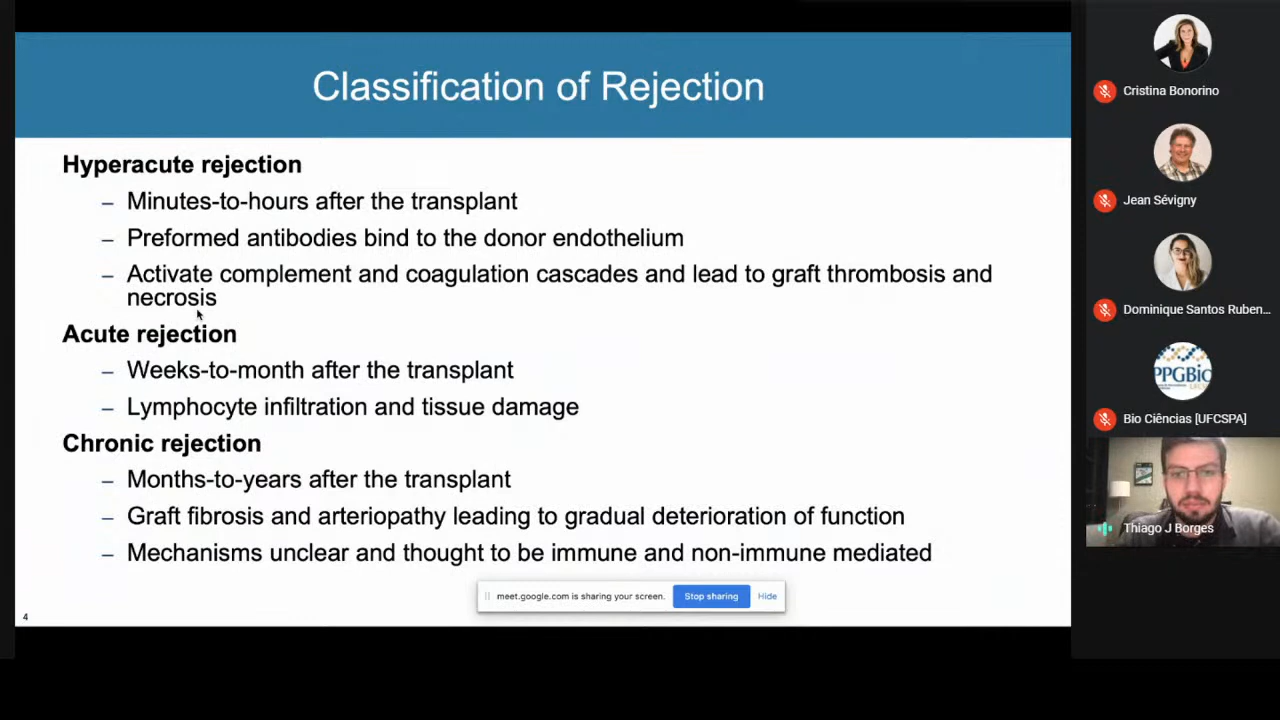 Classification of Rejection
Hyperacute rejection
– Minutes-to-hours after the transplant
– Preformed antibodies bind to the donor endothelium
– Activate complement and coagulation cascades and lead to graft thrombosis and
necrosis
Acute rejection
– Weeks-to-month after the transplant
– Lymphocyte infiltration and tissue damage
Chronic rejection
– Months-to-years after the transplant
– Graft fibrosis and arteriopathy leading to gradual deterioration of function
– Mechanisms unclear and thought to be immune and non-immune mediated
meet.google.com is sharing your screen. Stop sharing Hide
4
Cristina Bonorino
Jean Sévigny
Dominique Santos Ruben...
PPGBio
Bio Ciências [UFCSPA]
Thiago J Borges